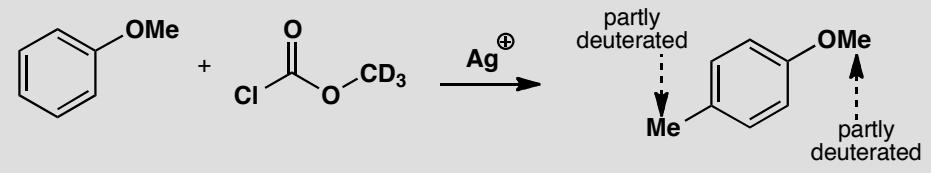 OMe
+
O
Cl
O
CD3
Ag⊕
partly
deuterated
OMe
Me
partly
deuterated